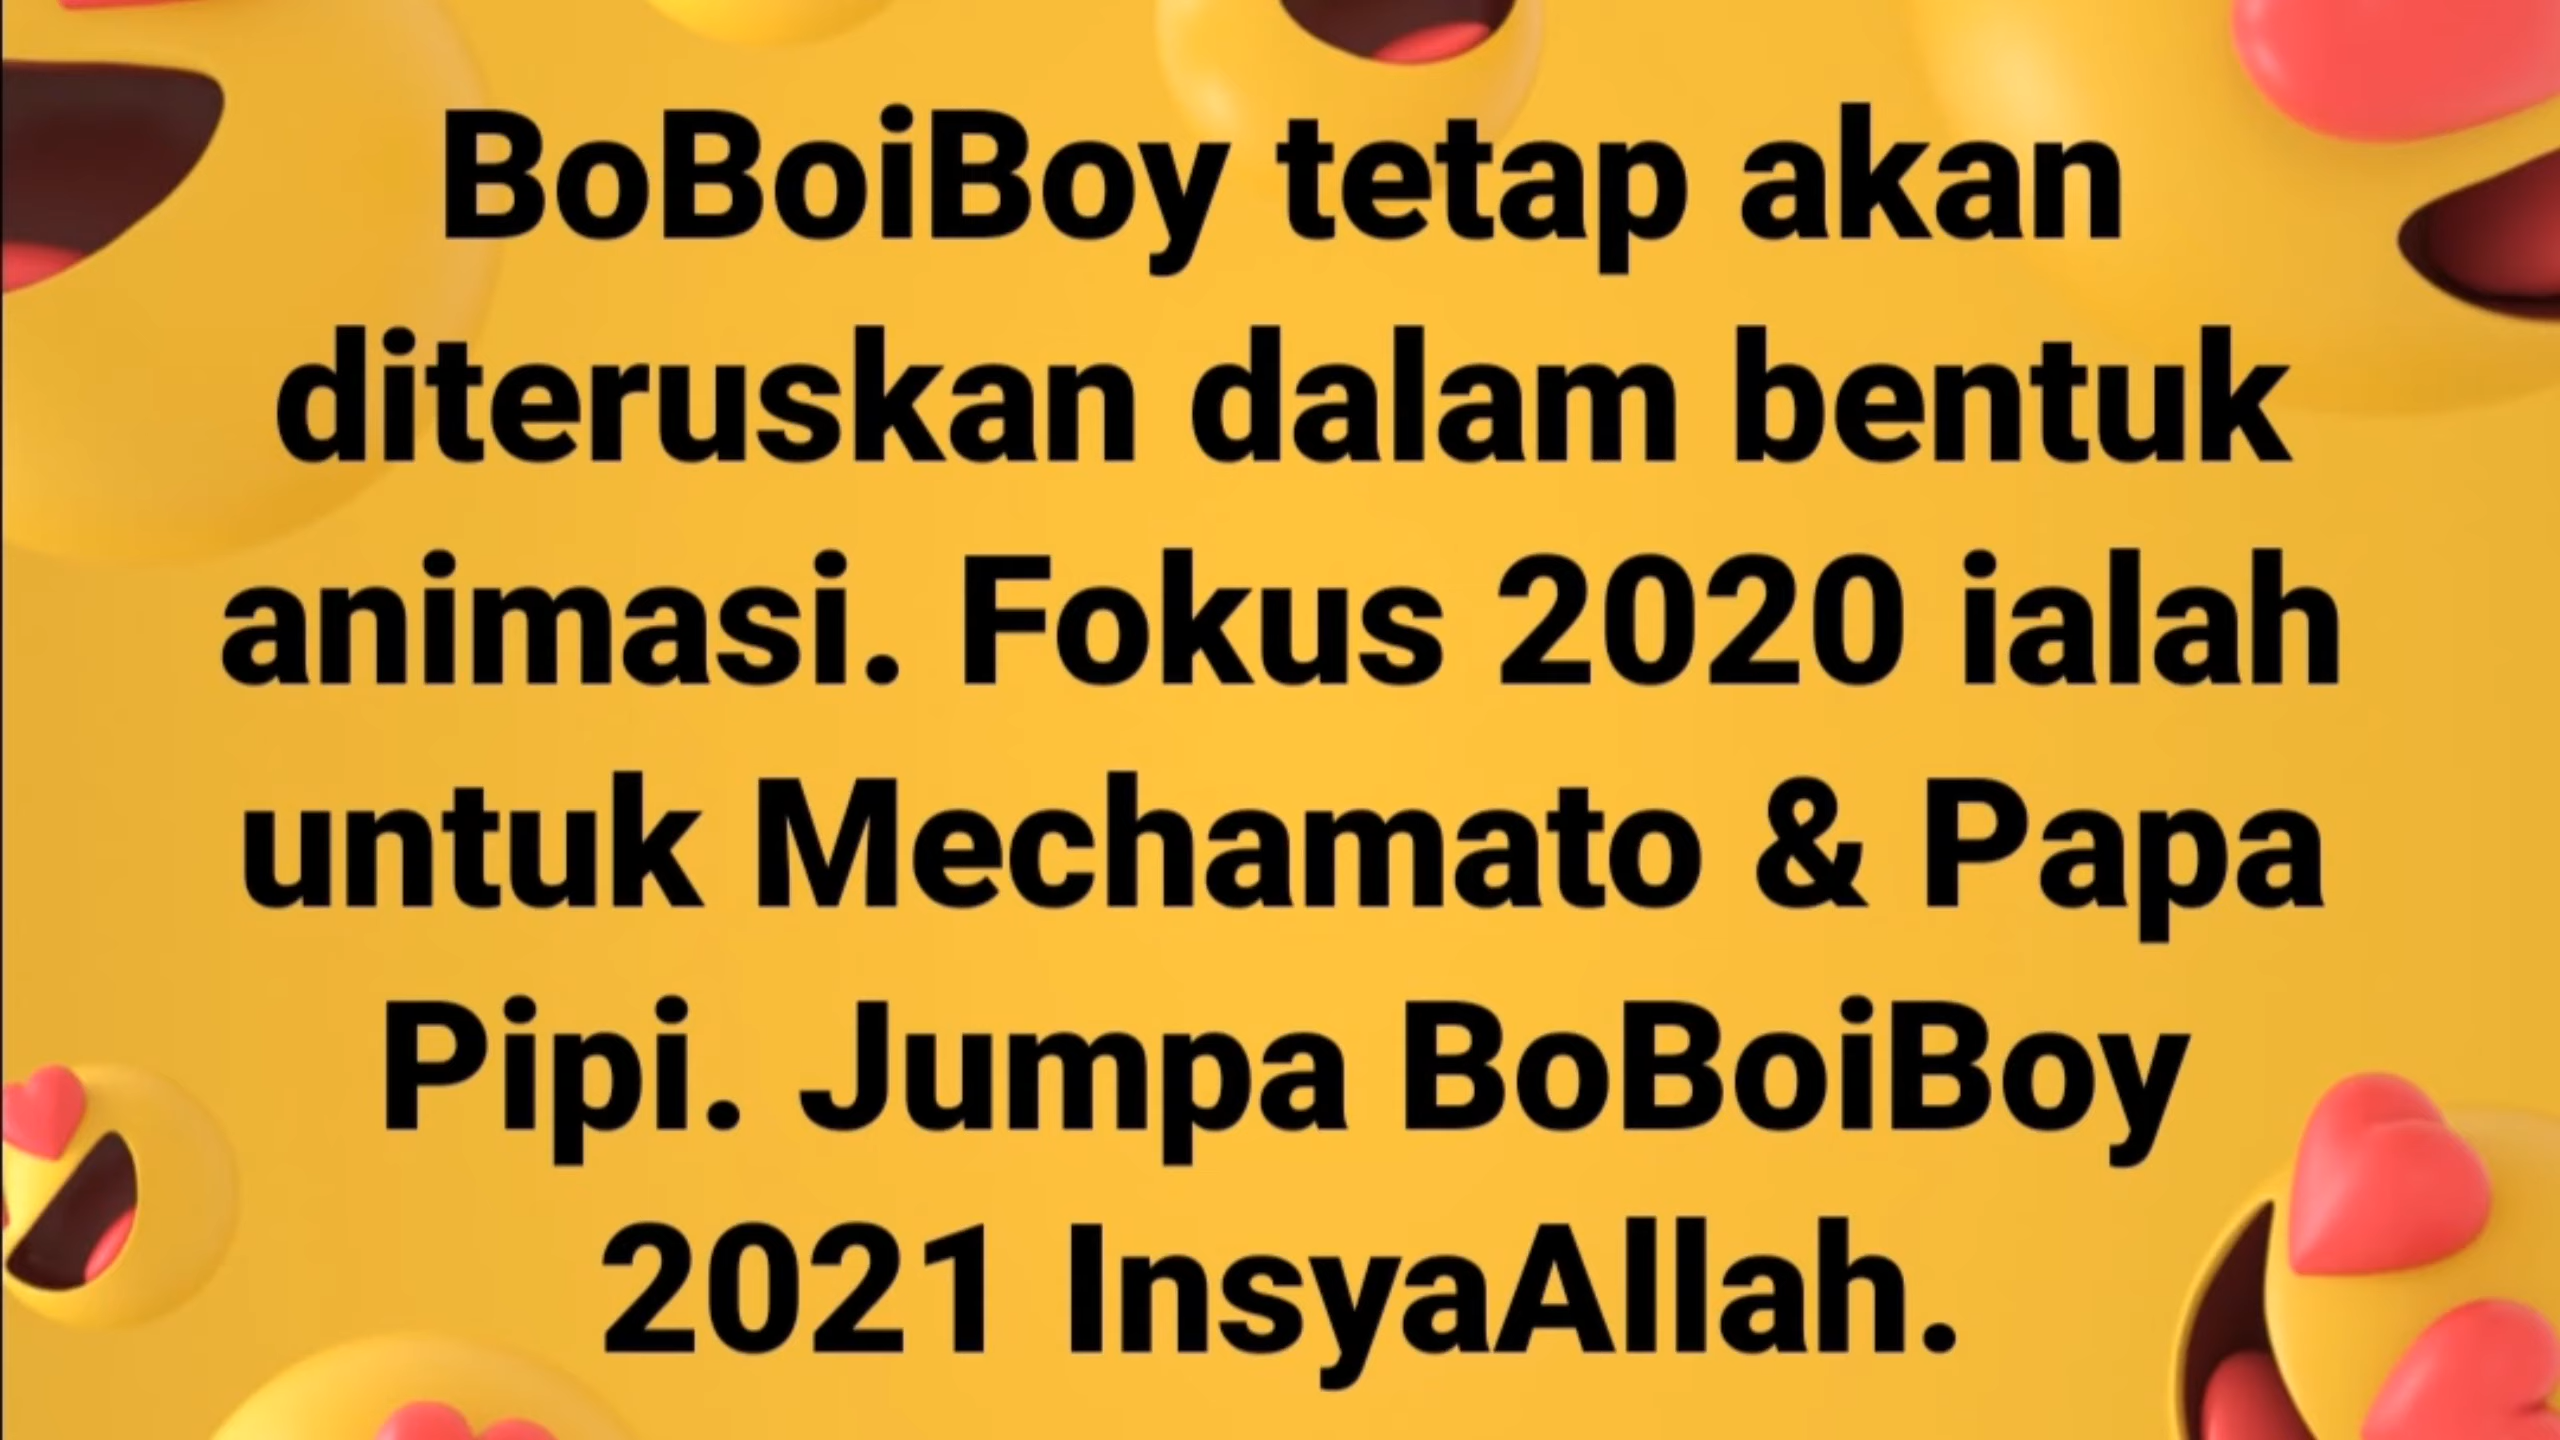 BoBoiBoy tetap akan
diteruskan dalam bentuk
animasi. Fokus 2020 ialah
untuk Mechamato & Papa
Pipi. Jumpa BoBoiBoy
2021 InsyaAllah.